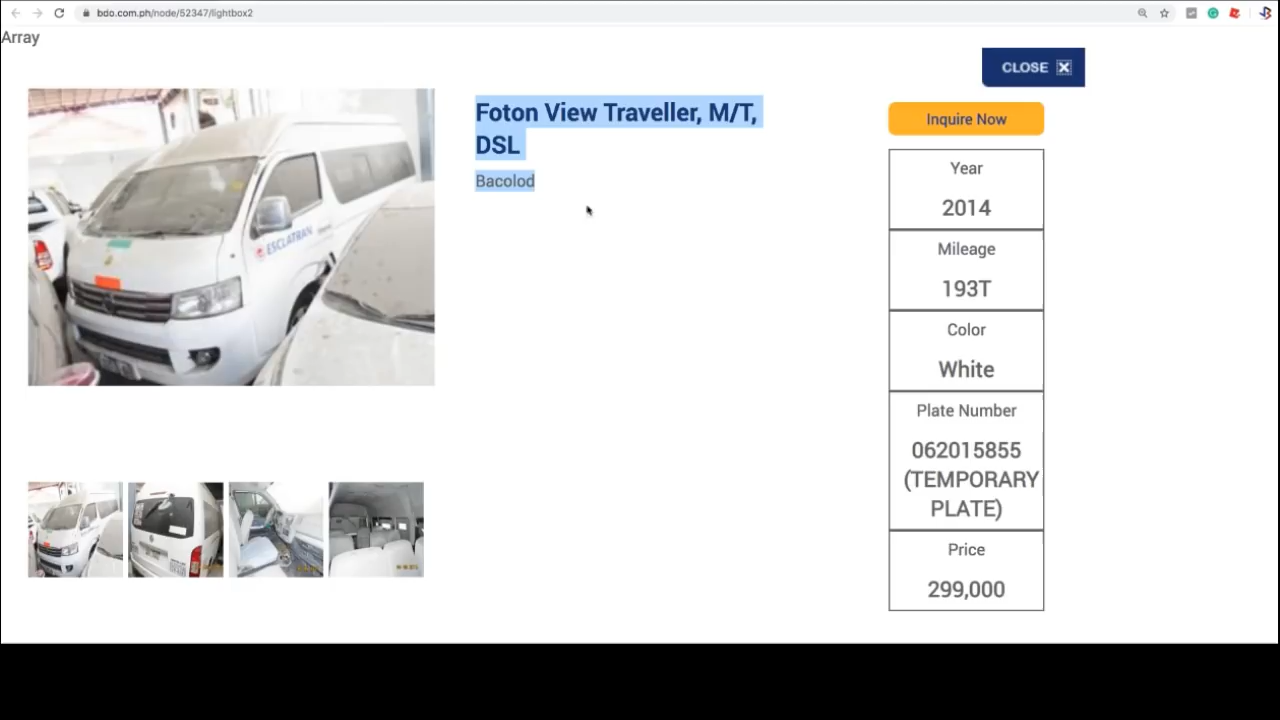 bdo.com.ph/node/52347/lightbox2
Array
CLOSE
Foton View Traveller, M/T,
DSL
Bacolod
ESCLATRAN
Inquire Now
Year
2014
Mileage
193T
Color
White
Plate Number
062015855
(TEMPORARY
PLATE)
Price
299,000